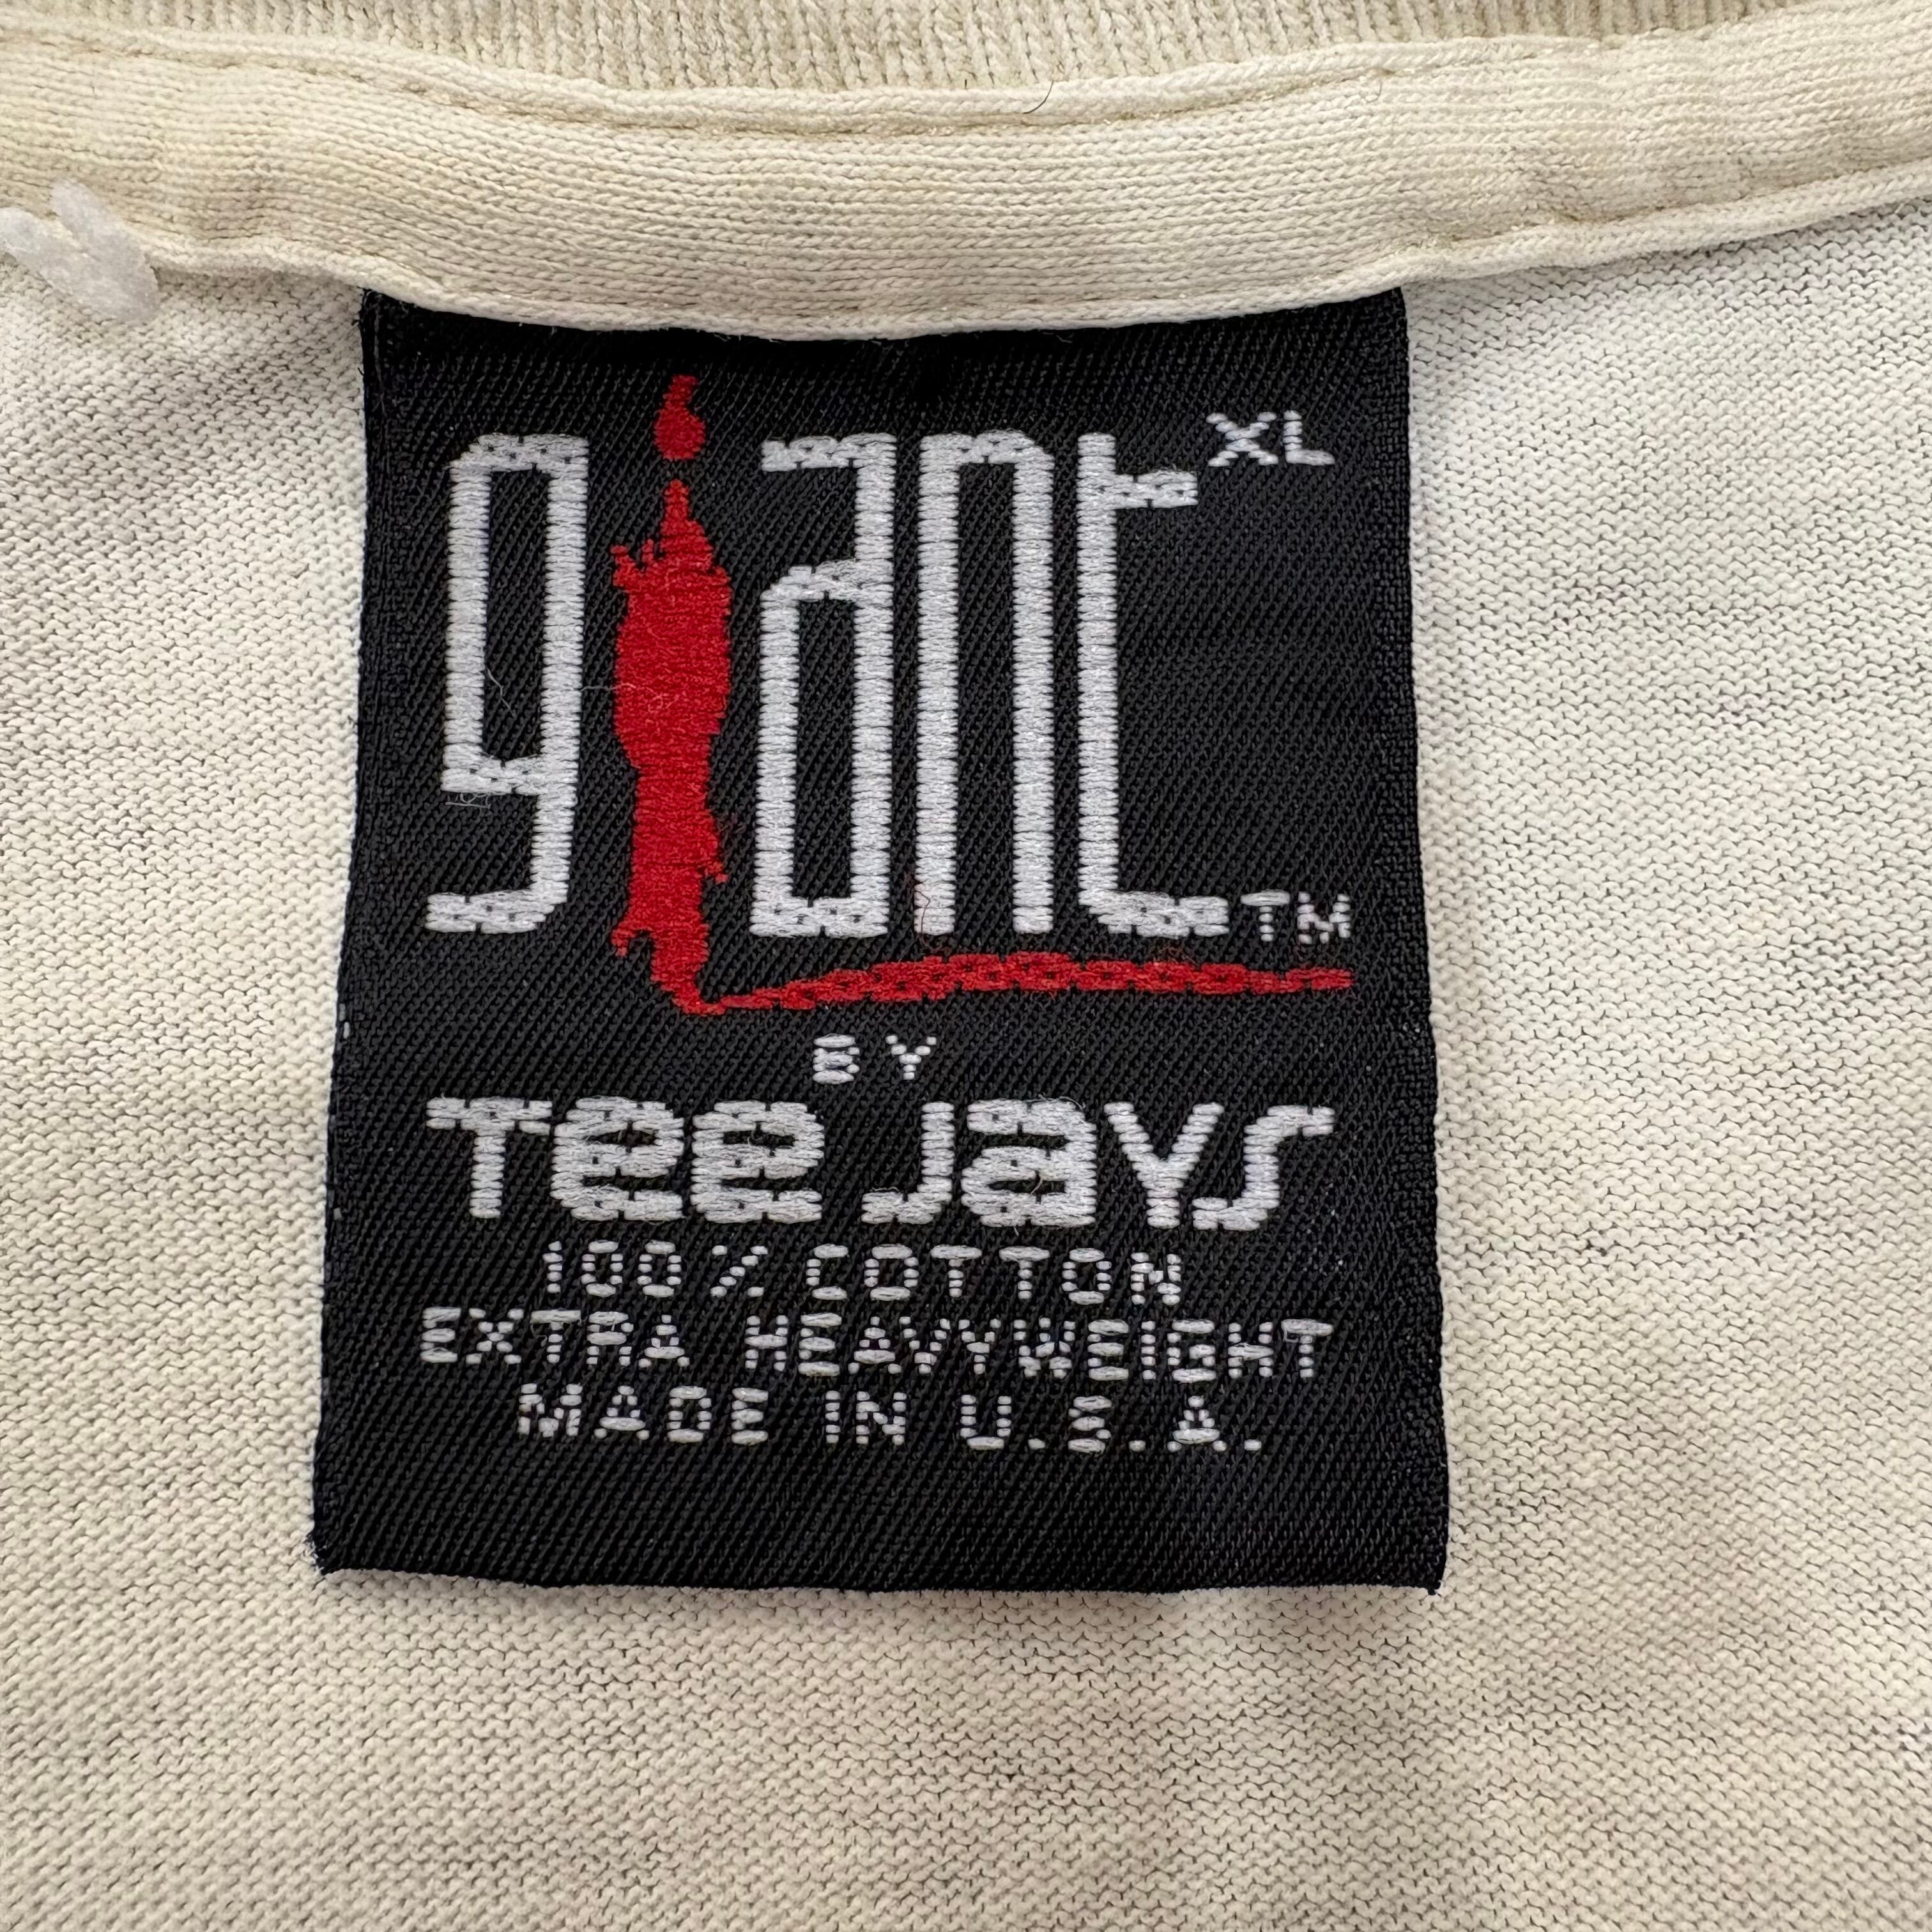 giant XL
TM
BY
Tee Jays
100% COTTON
EXTRA HEAVYWEIGHT
MADE IN U.S.A.